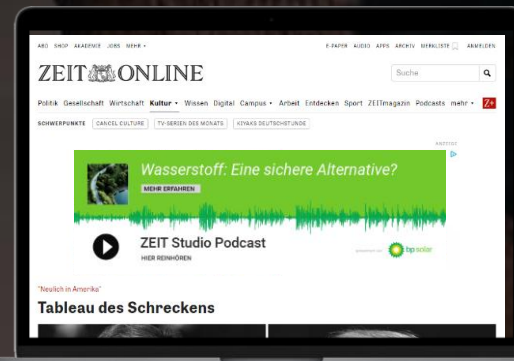 ABO SHOP AKADEMIE JOBS MEHR
E-PAPER AUDIO APPS ARCHIV MERKLISTE ANMELDEN
ZEIT ONLINE
Suche
Politik Gesellschaft Wirtschaft Kultur Wissen Digital Campus Arbeit Entdecken Sport ZEITmagazin Podcasts mehr Z+
SCHWERPUNKTE CANCEL CULTURE TV-SERIEN DES MONATS KIYAKS DEUTSCHSTUNDE
ANZEIGE
Wasserstoff: Eine sichere Alternative?
MEHR ERFAHREN
ZEIT Studio Podcast
HIER REINHÖREN
bp solar
"Neulich in Amerika"
Tableau des Schreckens